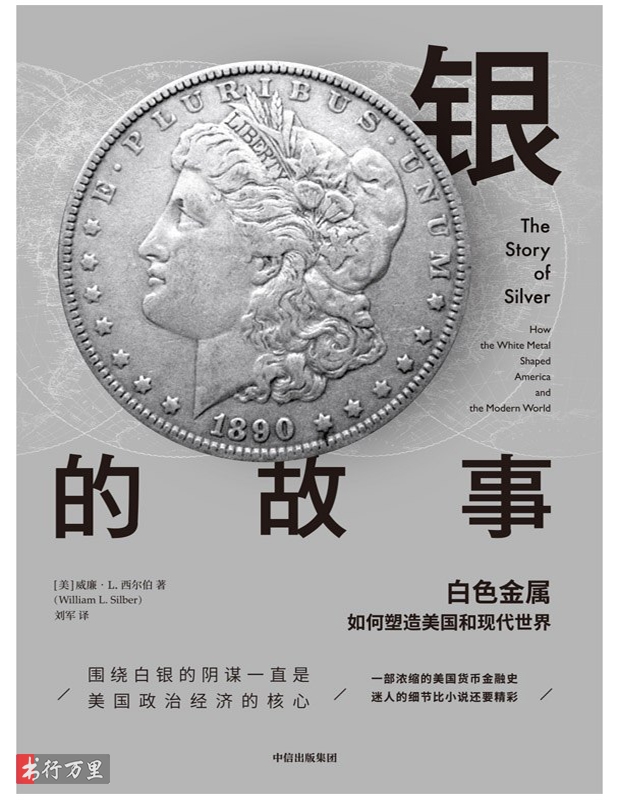 银
的故事
E·PLURIBUS·UNUM
LIBERTY
1890
The
Story
of
Silver
How
the White Metal
Shaped
America
and
the Modern World
[美]威廉·L.西尔伯 著
(William L. Silber)
刘军 译
白色金属
如何塑造美国和现代世界
围绕白银的阴谋一直是
美国政治经济的核心
一部浓缩的美国货币金融史
迷人的细节比小说还要精彩
中信出版集团
书行万里